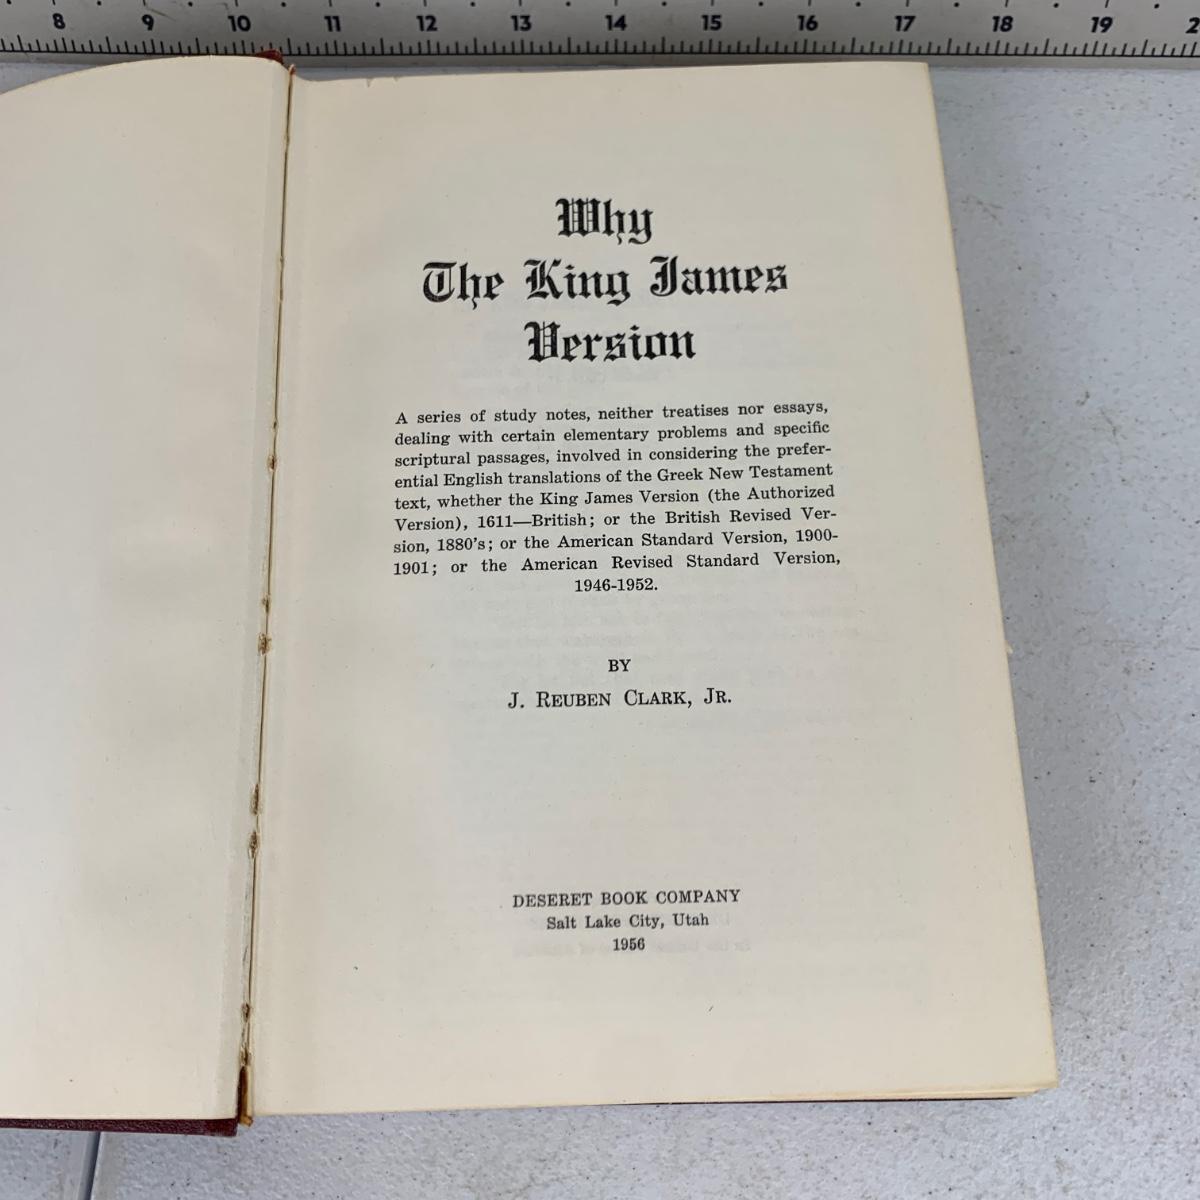 8 9 10 11 12 13 14 15 16 17 18 19 2
Why
The King James
Version
A series of study notes, neither treatises nor essays,
dealing with certain elementary problems and specific
scriptural passages, involved in considering the prefer-
ential English translations of the Greek New Testament
text, whether the King James Version (the Authorized
Version), 1611—British; or the British Revised Ver-
sion, 1880's; or the American Standard Version, 1900-
1901; or the American Revised Standard Version,
1946-1952.
BY
J. REUBEN CLARK, JR.
DESERET BOOK COMPANY
Salt Lake City, Utah
1956